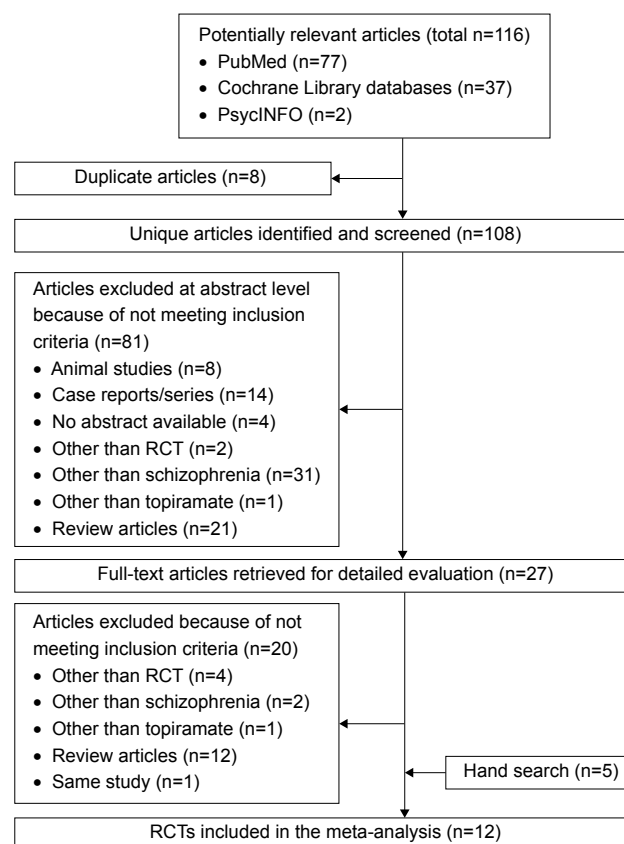 Potentially relevant articles (total n=116)
• PubMed (n=77)
• Cochrane Library databases (n=37)
• PsycINFO (n=2)
Duplicate articles (n=8)
Unique articles identified and screened (n=108)
Articles excluded at abstract level
because of not meeting inclusion
criteria (n=81)
• Animal studies (n=8)
• Case reports/series (n=14)
• No abstract available (n=4)
• Other than RCT (n=2)
• Other than schizophrenia (n=31)
• Other than topiramate (n=1)
• Review articles (n=21)
Full-text articles retrieved for detailed evaluation (n=27)
Articles excluded because of not
meeting inclusion criteria (n=20)
• Other than RCT (n=4)
• Other than schizophrenia (n=2)
• Other than topiramate (n=1)
• Review articles (n=12)
• Same study (n=1)
Hand search (n=5)
RCTs included in the meta-analysis (n=12)